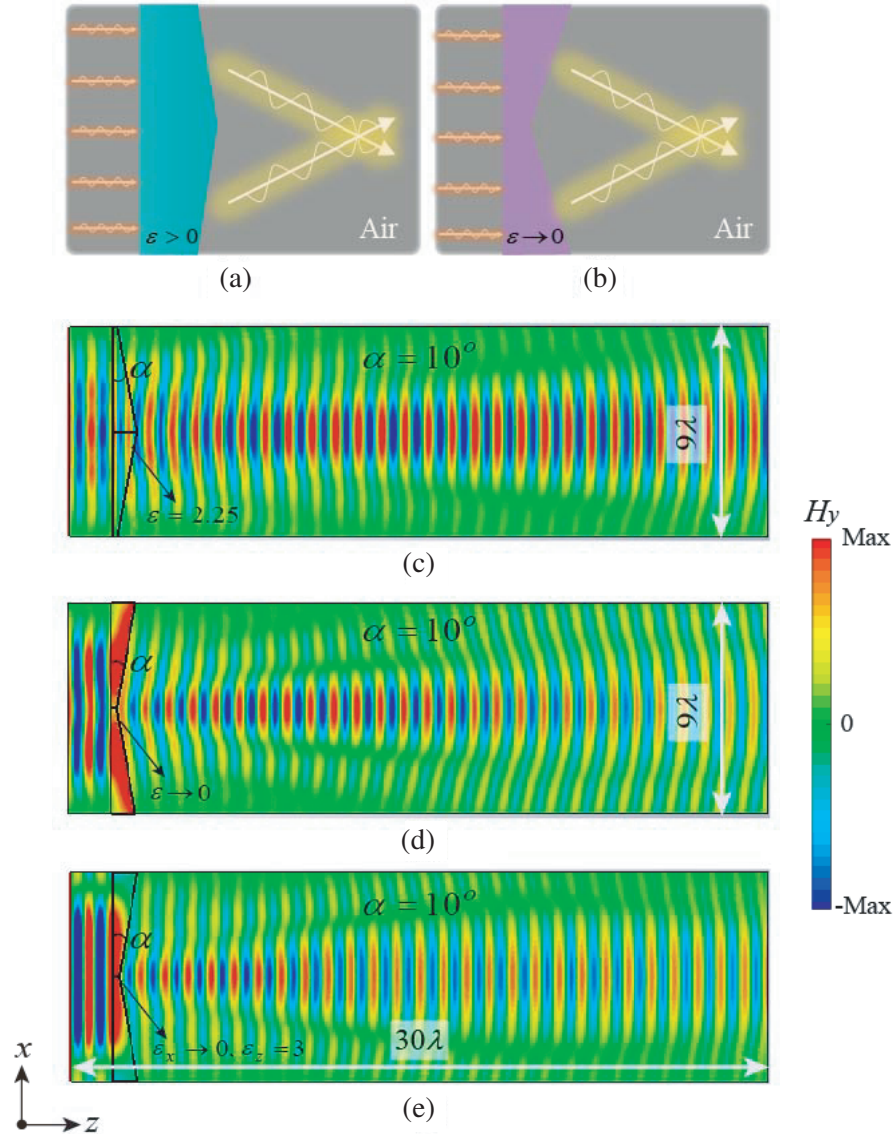 ε > 0
Air
ε → 0
Air
(a)
(b)
α = 10°
α
9λ
ε = 2.25
(c)
Hy
Max
0
-Max
α = 10°
α
9λ
ε → 0
(d)
α = 10°
α
εx → 0, εz = 3
30λ
x
z
(e)